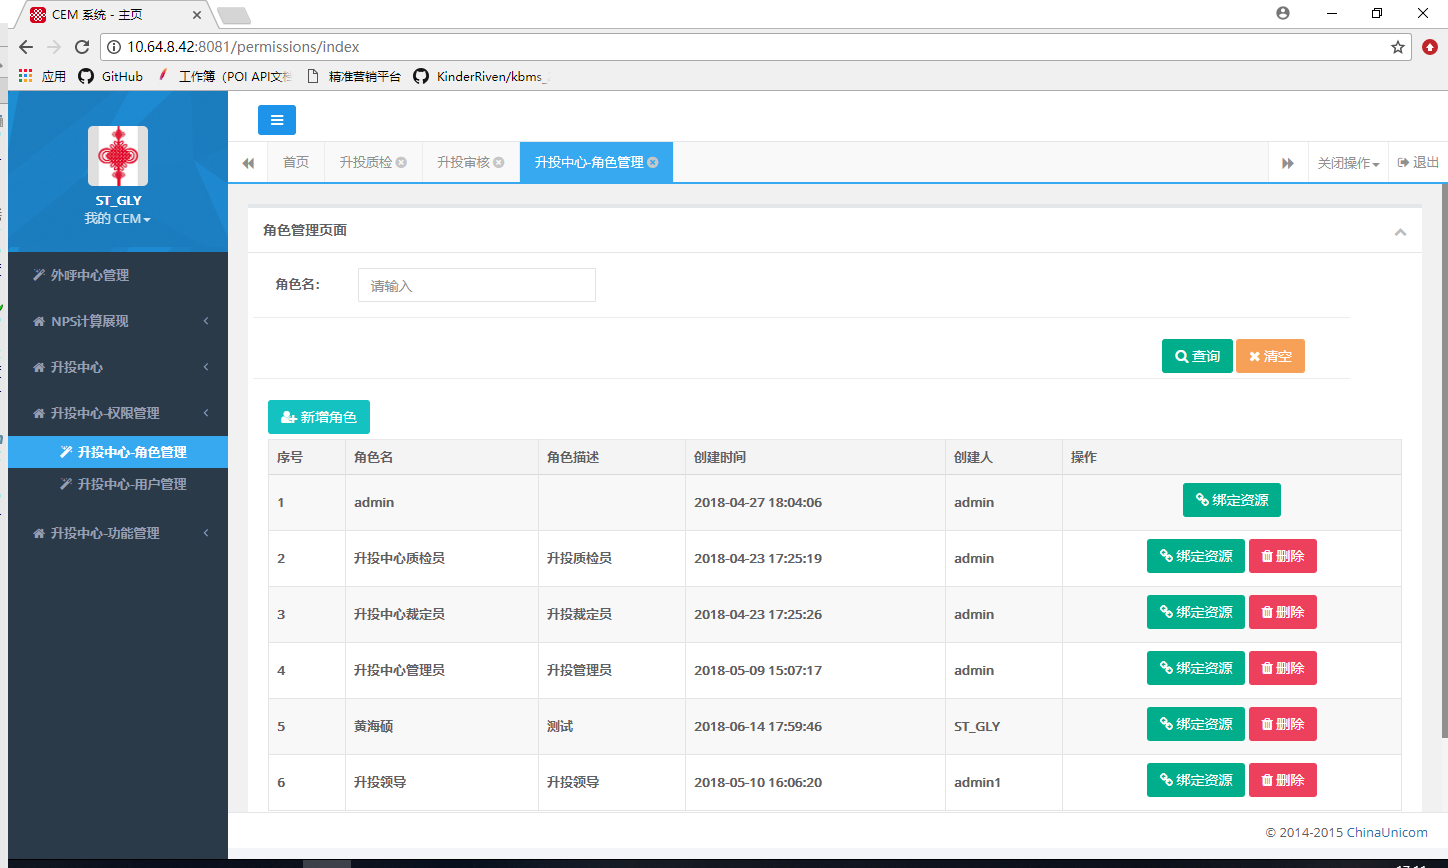 CEM 系统 - 主页
10.64.8.42:8081/permissions/index
应用 GitHub 工作簿（POI API文档 精准营销平台 KinderRiven/kbms_
ST_GLY
我的 CEM
外呼中心管理
NPS计算展现
升投中心
升投中心-权限管理
升投中心-角色管理
升投中心-用户管理
升投中心-功能管理
首页 升投质检 升投审核 升投中心-角色管理 关闭操作 退出
角色管理页面
角色名: 请输入
查询 清空
新增角色
序号 角色名 角色描述 创建时间 创建人 操作
1 admin 2018-04-27 18:04:06 admin 绑定资源
2 升投中心质检员 升投质检员 2018-04-23 17:25:19 admin 绑定资源 删除
3 升投中心裁定员 升投裁定员 2018-04-23 17:25:26 admin 绑定资源 删除
4 升投中心管理员 升投管理员 2018-05-09 15:07:17 admin 绑定资源 删除
5 黄海硕 测试 2018-06-14 17:59:46 ST_GLY 绑定资源 删除
6 升投领导 升投领导 2018-05-10 16:06:20 admin1 绑定资源 删除
© 2014-2015 ChinaUnicom